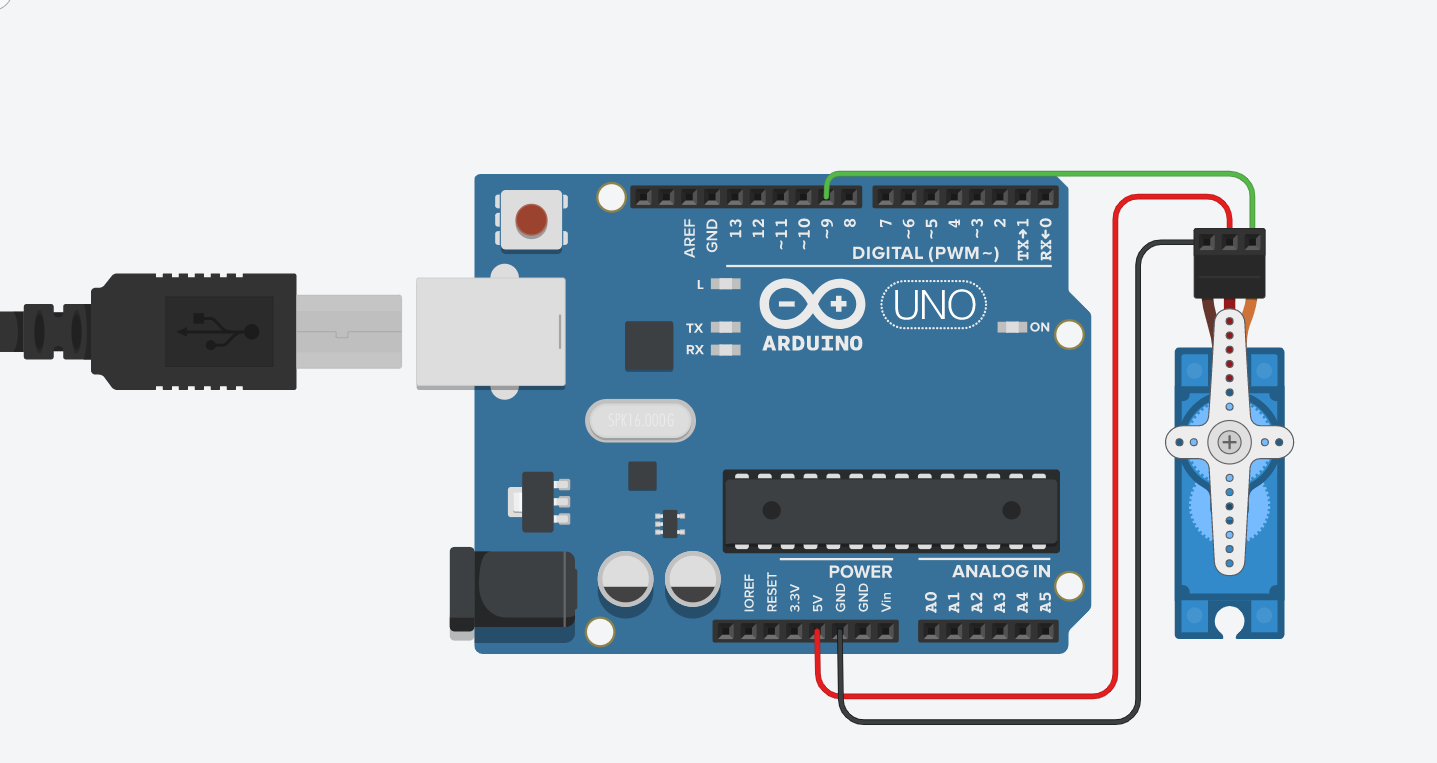 AREF
GND
13
12
~11
~10
~9
8
7
~6
~5
4
~3
2
TX→1
RX←0
DIGITAL (PWM~)
L
TX
RX
UNO
ON
ARDUINO
SPK16.000G
POWER
ANALOG IN
IOREF
RESET
3.3V
5V
GND
GND
Vin
A0
A1
A2
A3
A4
A5